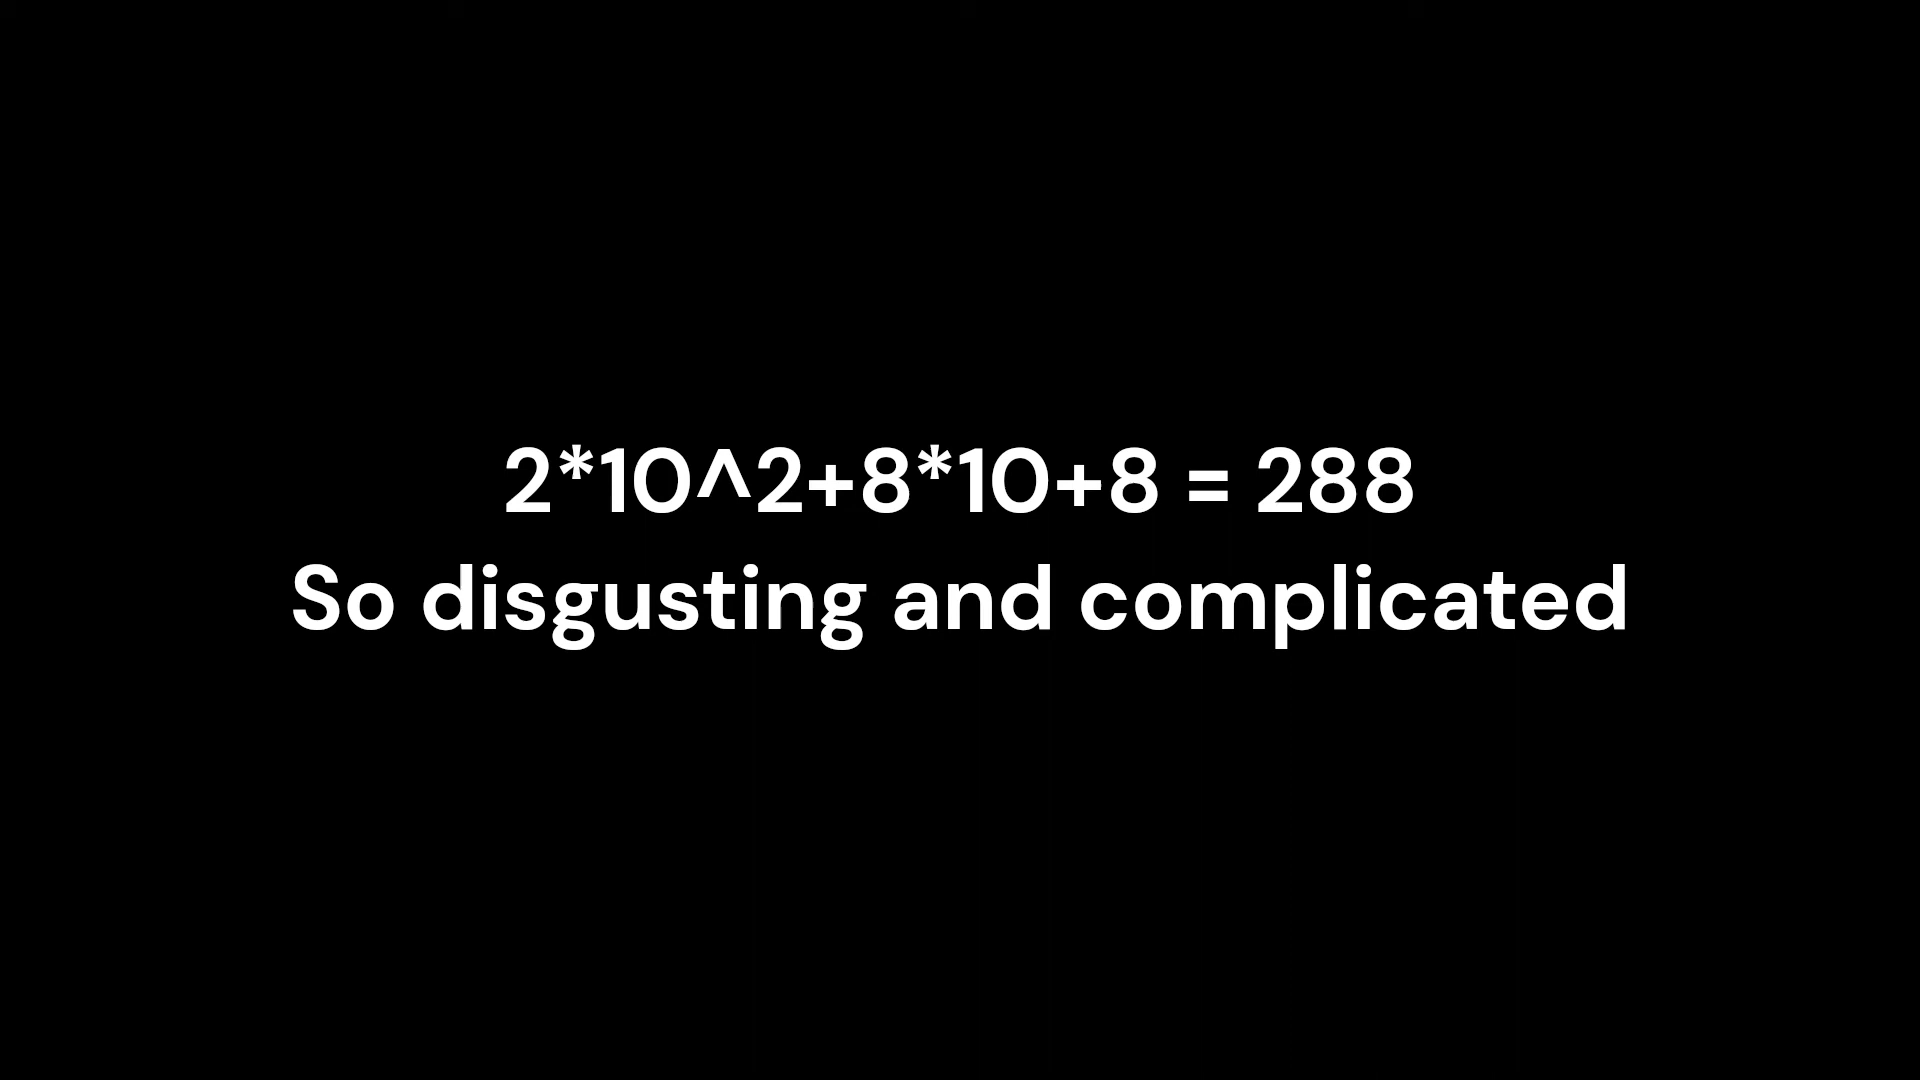 2*10^2+8*10+8 = 288
So disgusting and complicated